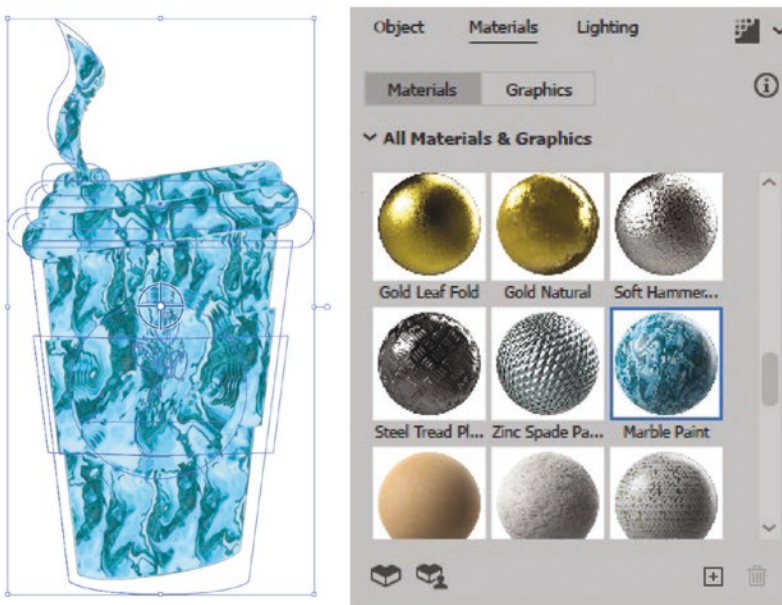 Object Materials Lighting
Materials Graphics
All Materials & Graphics
Gold Leaf Fold Gold Natural Soft Hammer...
Steel Tread Pl... Zinc Spade Pa... Marble Paint